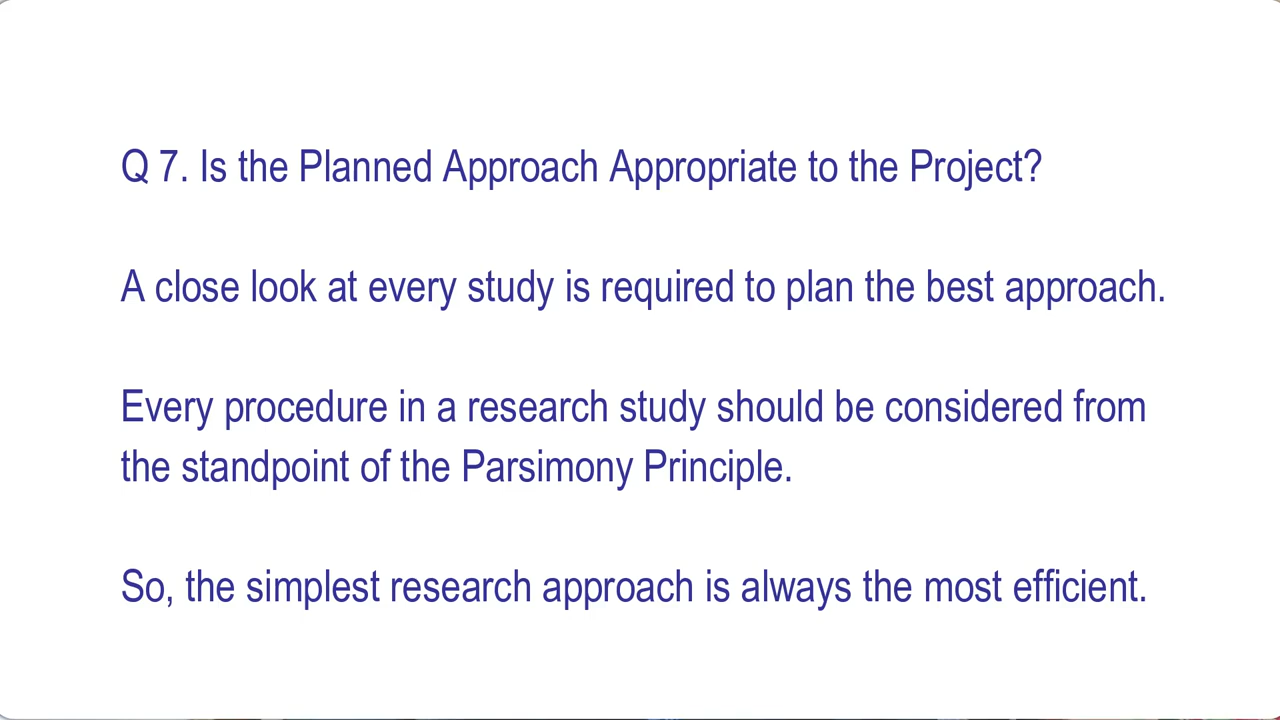 Q 7. Is the Planned Approach Appropriate to the Project?
A close look at every study is required to plan the best approach.
Every procedure in a research study should be considered from
the standpoint of the Parsimony Principle.
So, the simplest research approach is always the most efficient.